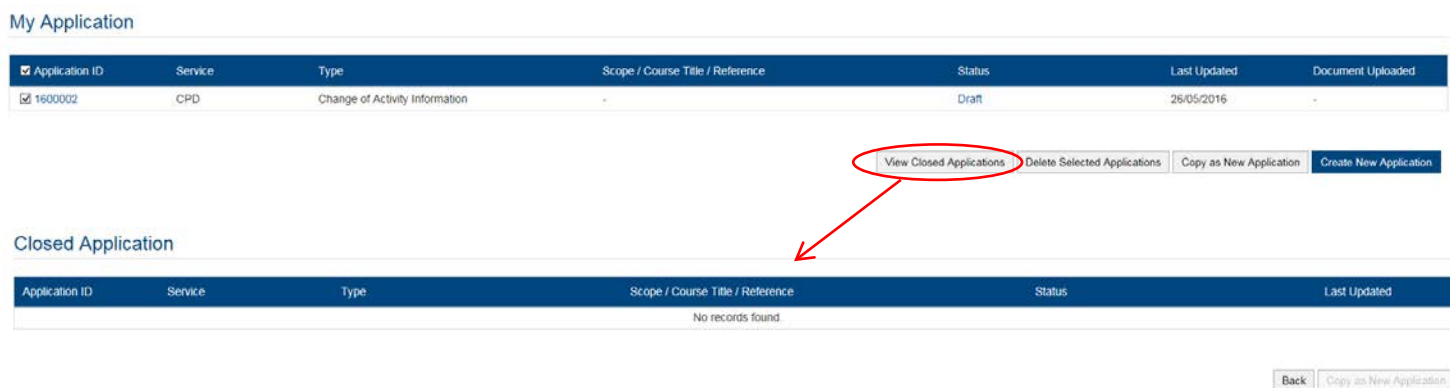 My Application
Application ID Service Type Scope / Course Title / Reference Status Last Updated Document Uploaded
1600002 CPD Change of Activity Information - Draft 26/05/2016 -
View Closed Applications Delete Selected Applications Copy as New Application Create New Application
Closed Application
Application ID Service Type Scope / Course Title / Reference Status Last Updated
No records found.
Back Copy as New Application